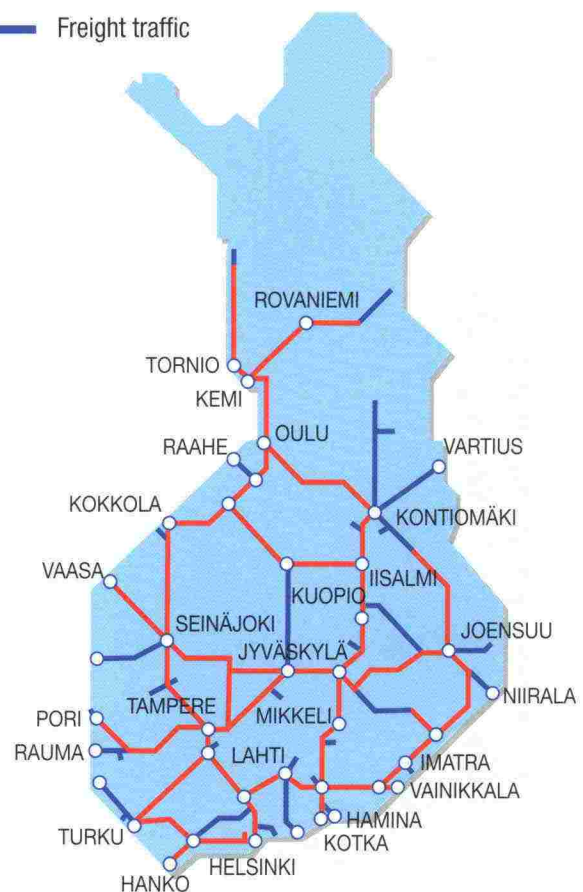 Freight traffic
ROVANIEMI
TORNIO
KEMI
OULU
RAAHE
VARTIUS
KOKKOLA
KONTIOMÄKI
VAASA
IISALMI
KUOPIO
SEINÄJOKI
JOENSUU
JYVÄSKYLÄ
NIIRALA
TAMPERE
MIKKELI
PORI
RAUMA
LAHTI
IMATRA
VAINIKKALA
HAMINA
TURKU
KOTKA
HELSINKI
HANKO